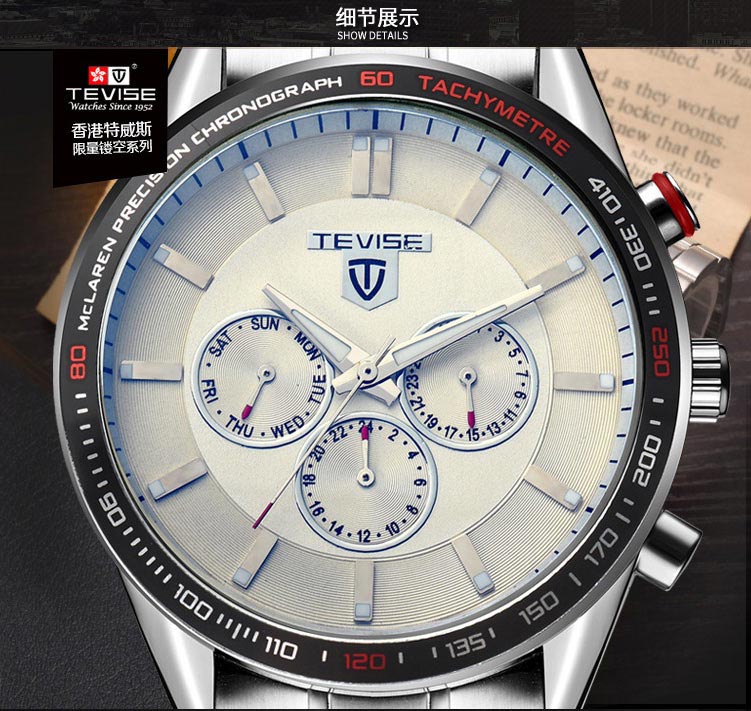 细节展示
SHOW DETAILS
TEVISE
Watches Since 1952
香港特威斯
限量镂空系列
McLAREN PRECISION CHRONOGRAPH 60 TACHYMETRE
410 330 250 200 170 150 135 120 110 100 90 80
TEVISE
SAT · SUN · MON · TUE · WED · THU · FRI
3 · 5 · 7 · 9 · 11 · 13 · 15 · 17 · 19 · 21 · 23
24 · 2 · 4 · 6 · 8 · 10 · 12 · 14 · 16 · 18 · 20 · 22
shed. What
d as they worked
e locker rooms.
new that the
she didn't